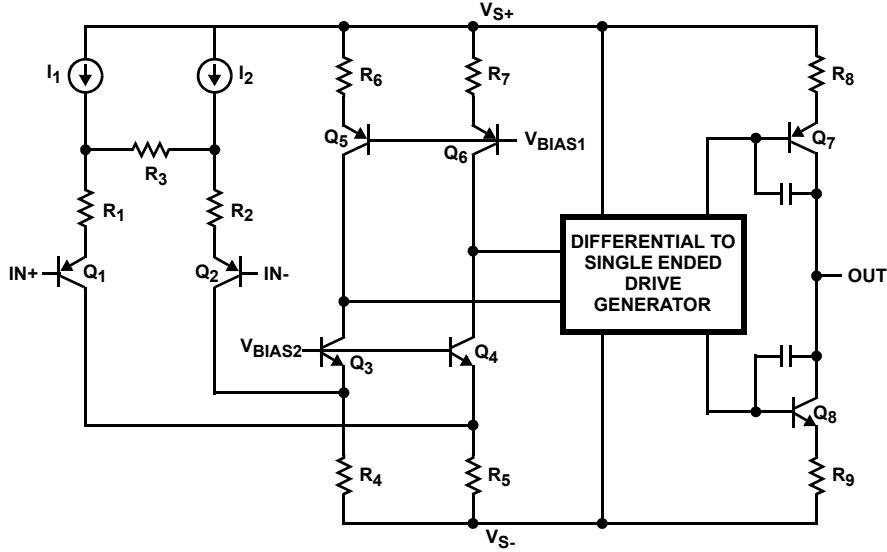 VS+
I1
I2
R6
R7
R8
Q5
Q6
VBIAS1
Q7
R3
R1
R2
DIFFERENTIAL TO
SINGLE ENDED
DRIVE
GENERATOR
IN+
Q1
Q2
IN-
OUT
VBIAS2
Q3
Q4
Q8
R4
R5
R9
VS-